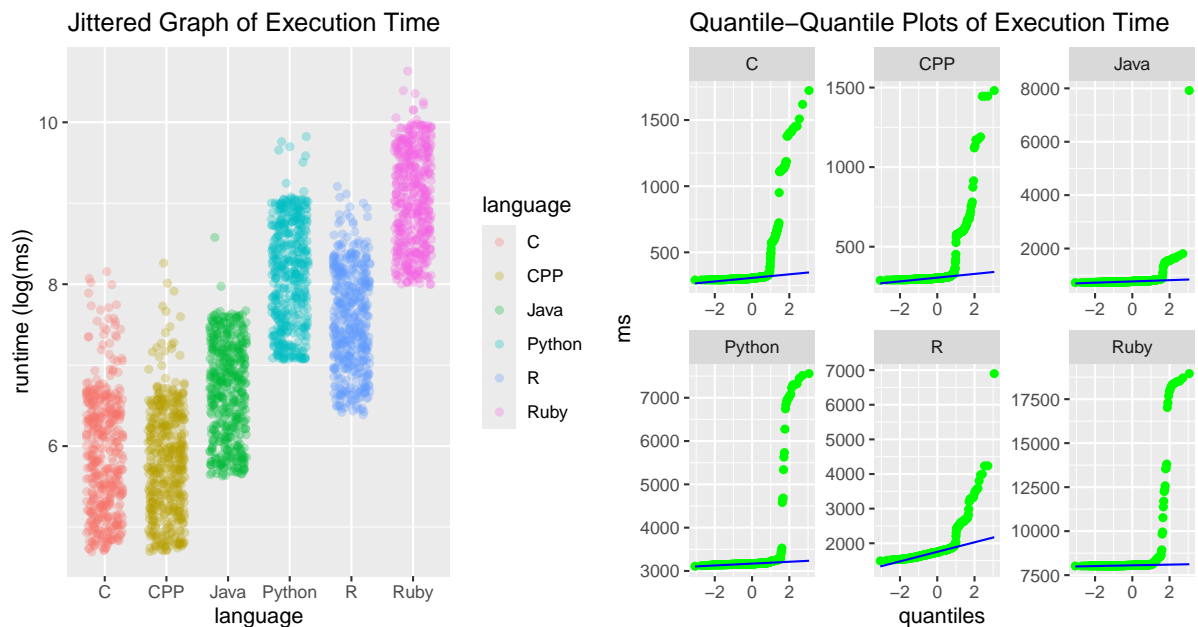 Jittered Graph of Execution Time
runtime (log(ms))
10
8
6
C
CPP
Java
Python
R
Ruby
language
language
C
CPP
Java
Python
R
Ruby
Quantile−Quantile Plots of Execution Time
ms
C
1500
1000
500
−2 0 2
CPP
1500
1000
500
−2 0 2
Java
8000
6000
4000
2000
−2 0 2
Python
7000
6000
5000
4000
3000
−2 0 2
R
7000
6000
5000
4000
3000
2000
1000
−2 0 2
Ruby
17500
15000
12500
10000
7500
−2 0 2
quantiles